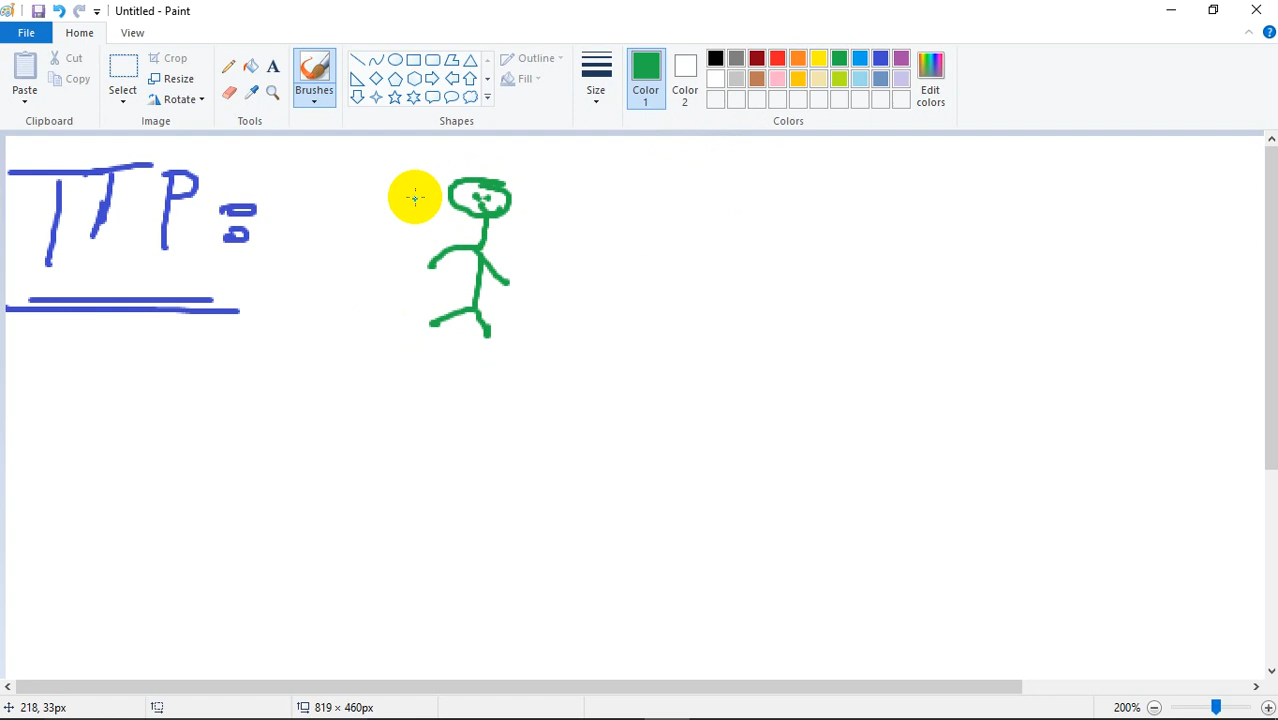 Untitled - Paint
File Home View
Paste
Cut
Copy
Clipboard
Select
Crop
Resize
Rotate
Image
Tools
Brushes
Shapes
Outline
Fill
Size
Color 1
Color 2
Edit colors
Colors
TTP:
218, 33px
819 × 460px
200%